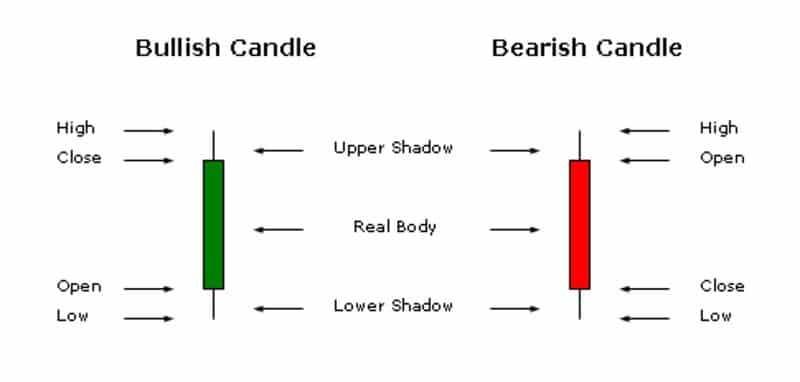 Bullish Candle
Bearish Candle
High
High
Close
Upper Shadow
Open
Real Body
Open
Close
Low
Lower Shadow
Low